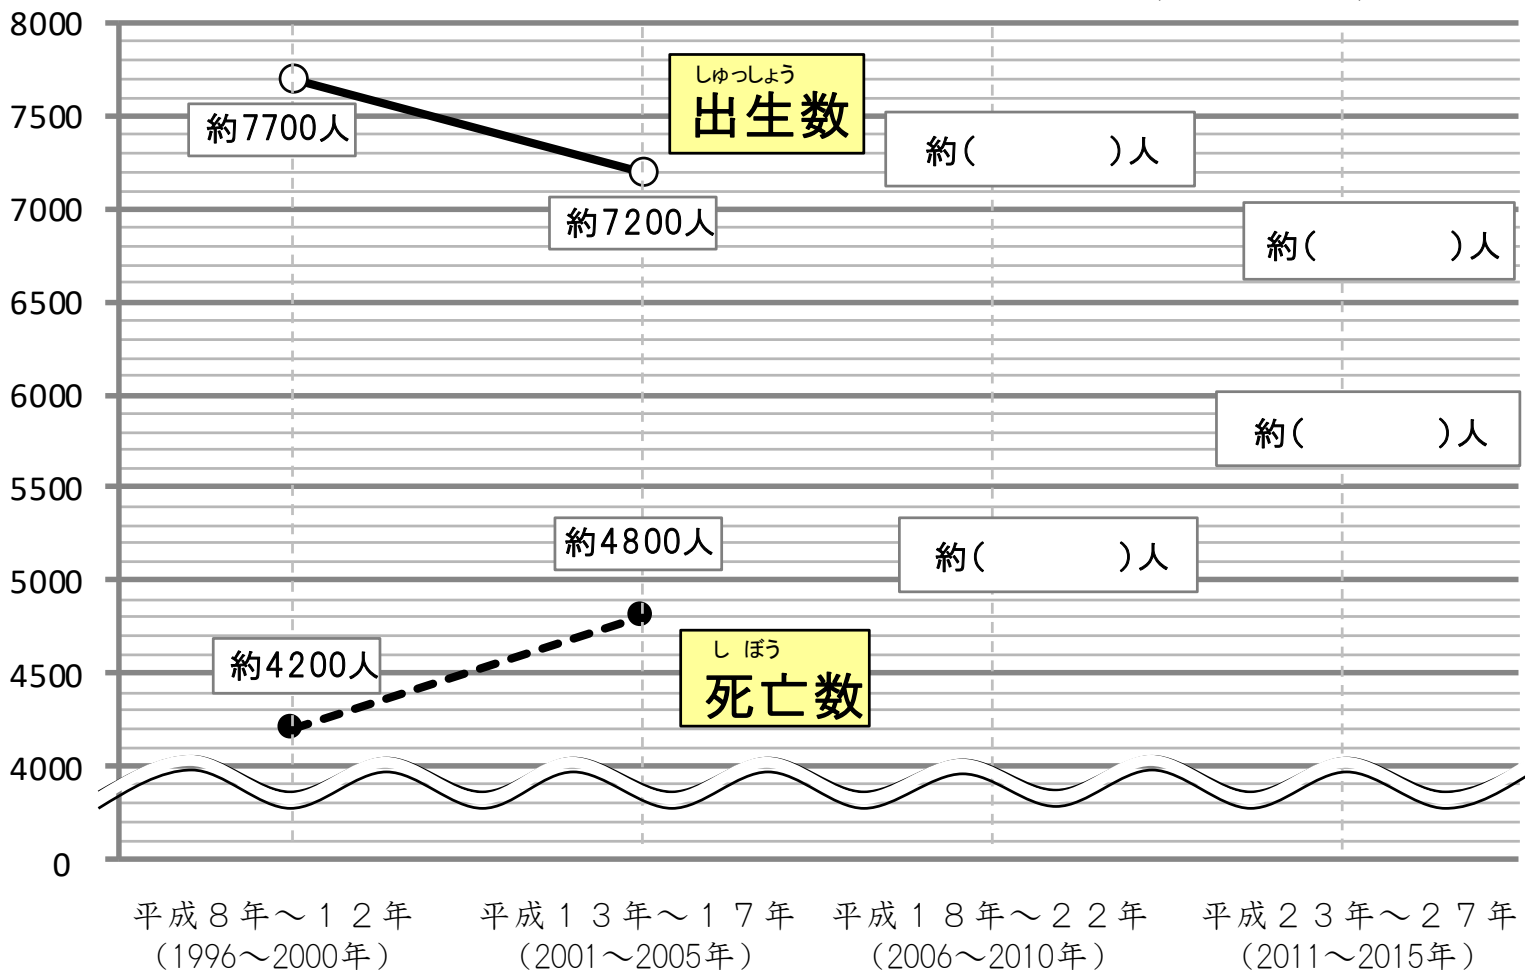 8000
7500
7000
6500
6000
5500
5000
4500
4000
0
しゅっしょう
出生数
約7700人
約7200人
約(　　　　)人
約(　　　　)人
約(　　　　)人
約4800人
約(　　　　)人
約4200人
しぼう
死亡数
平成８年～１２年
（1996～2000年）
平成１３年～１７年
（2001～2005年）
平成１８年～２２年
（2006～2010年）
平成２３年～２７年
（2011～2015年）